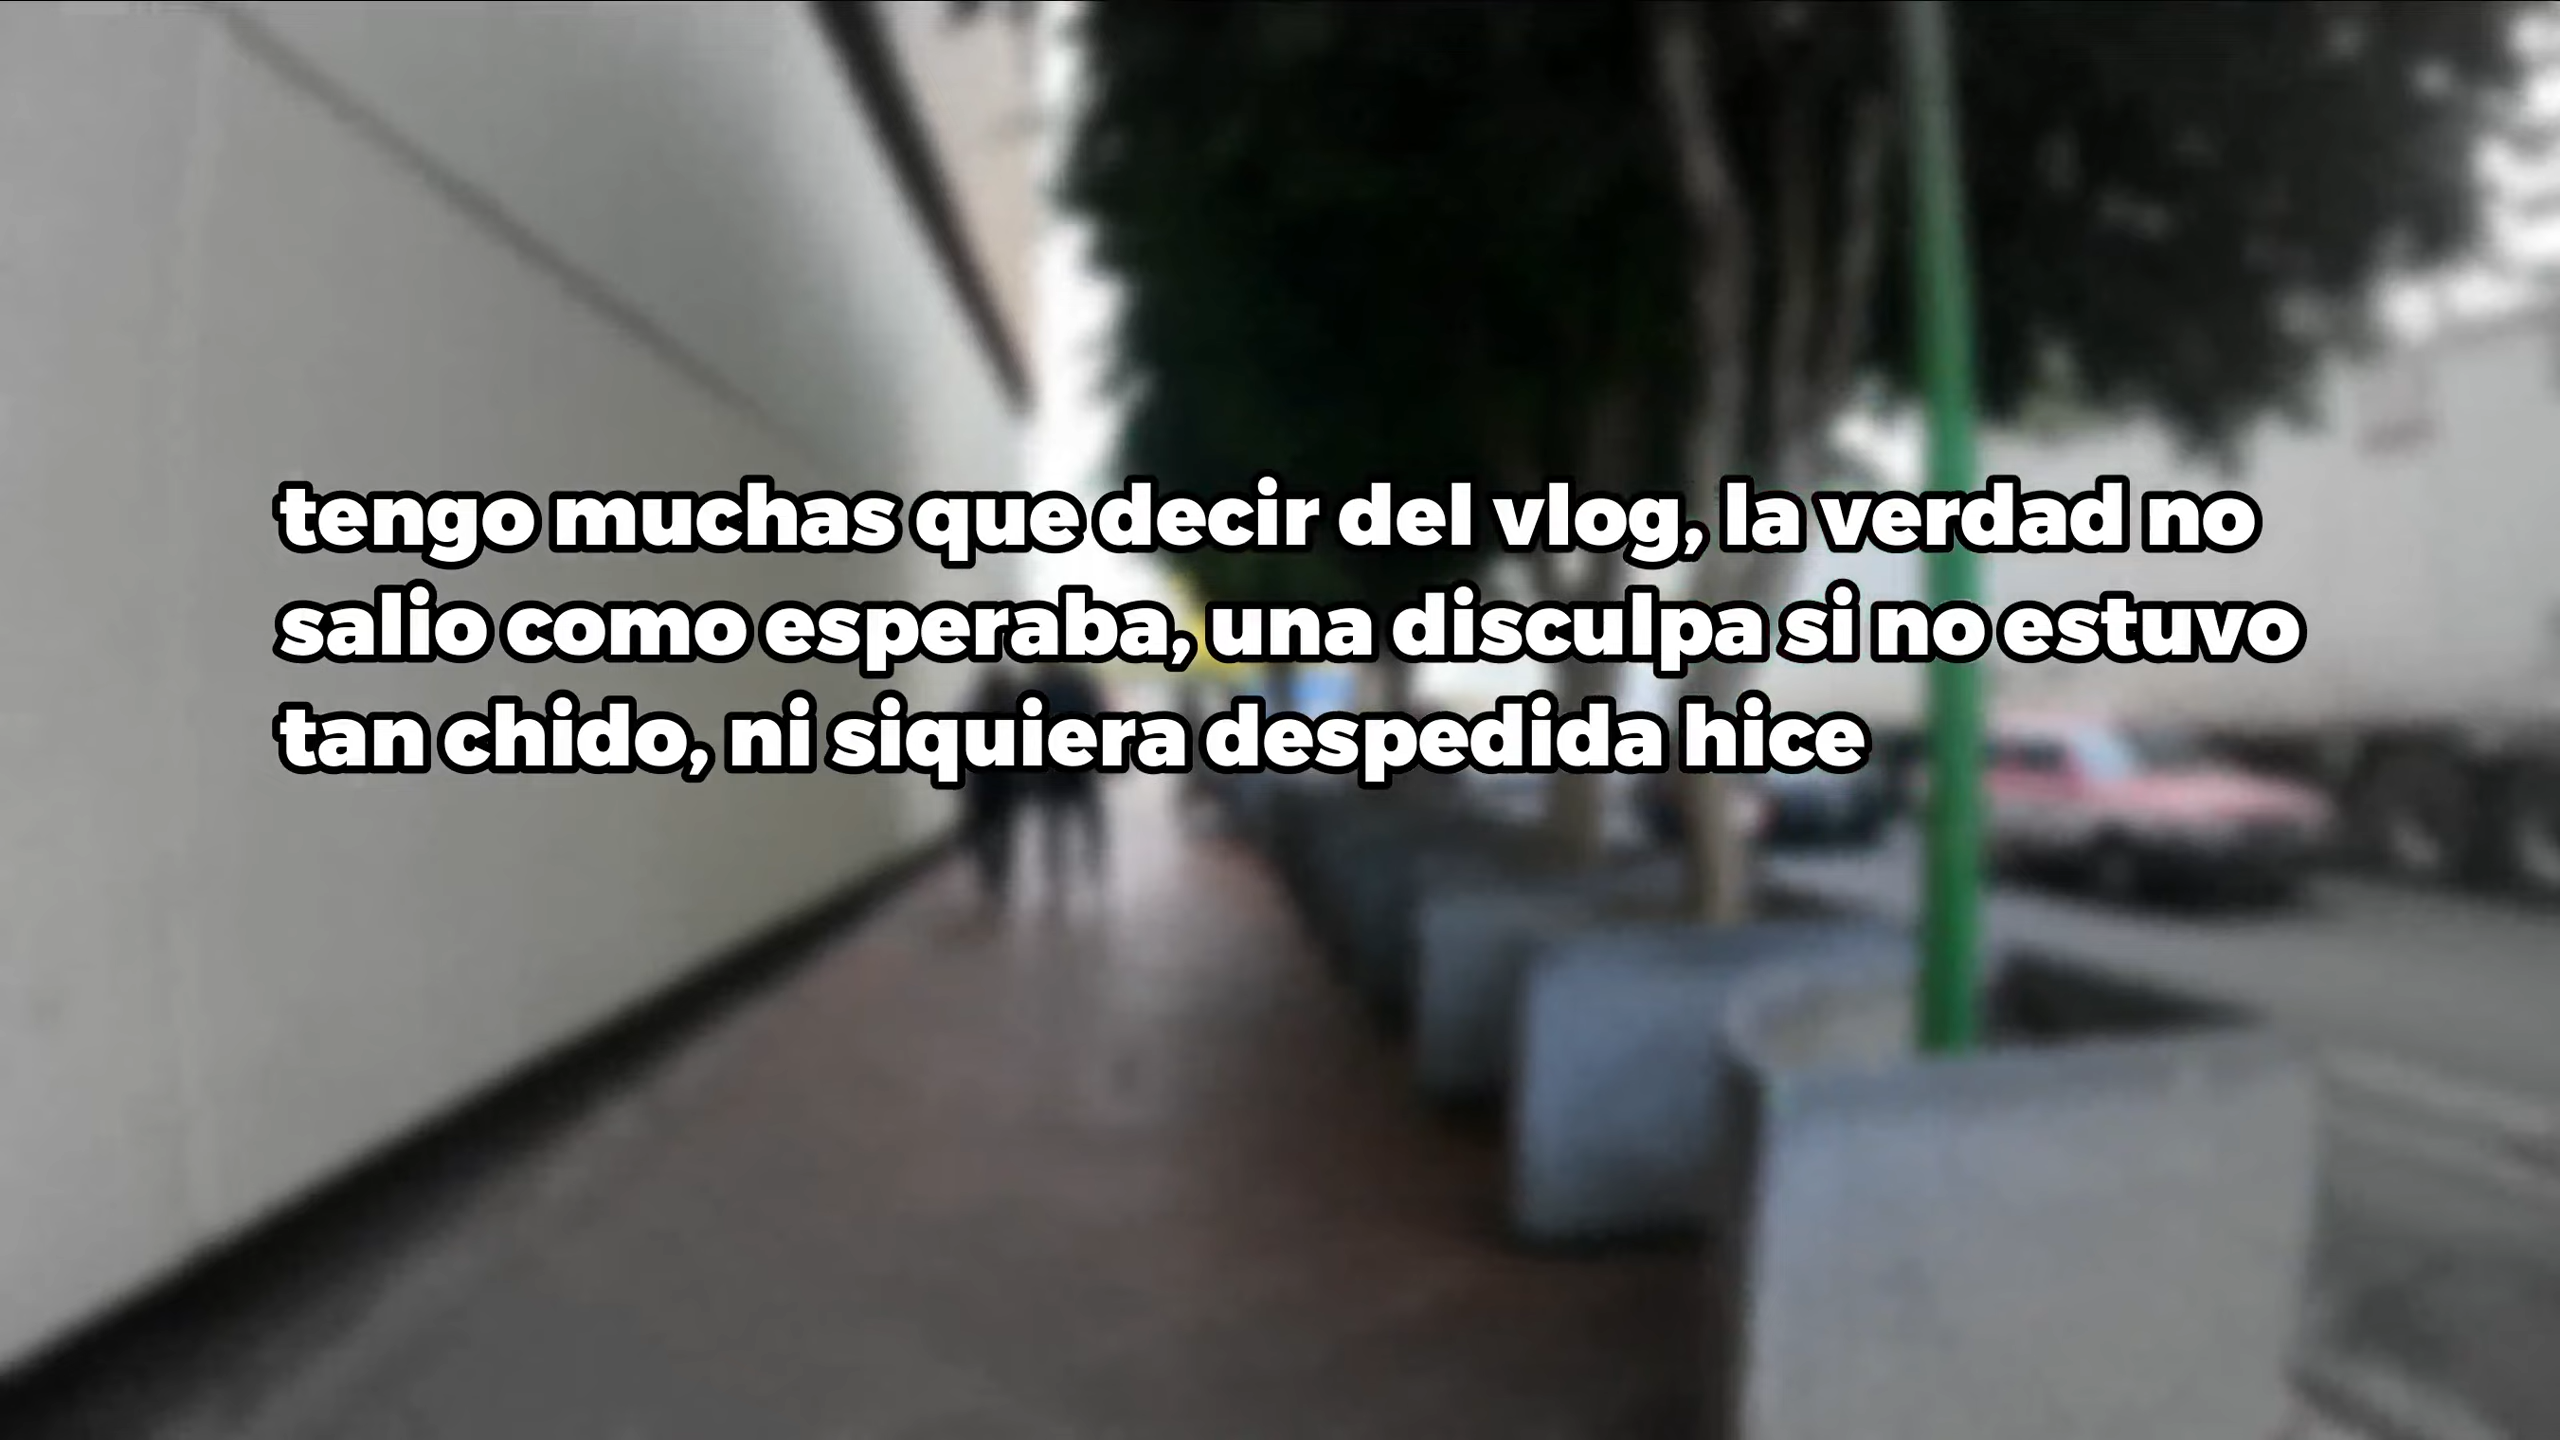 tengo muchas que decir del vlog, la verdad no
salio como esperaba, una disculpa si no estuvo
tan chido, ni siquiera despedida hice